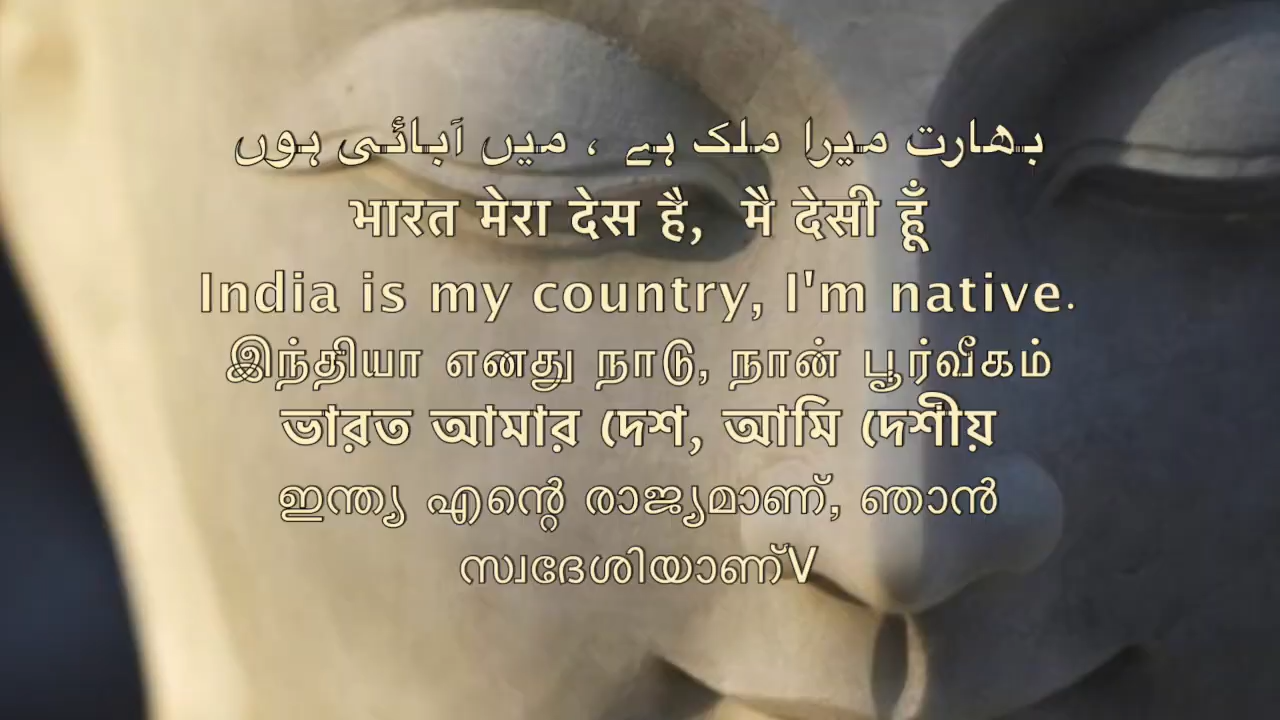 بھارت میرا ملک ہے ، میں آبائی ہوں
भारत मेरा देस है, मै देसी हूँ
India is my country, I'm native.
இந்தியா எனது நாடு, நான் பூர்வீகம்
ভারত আমার দেশ, আমি দেশীয়
ഇന്ത്യ എന്റെ രാജ്യമാണ്, ഞാൻ
സ്വദേശിയാണ്V